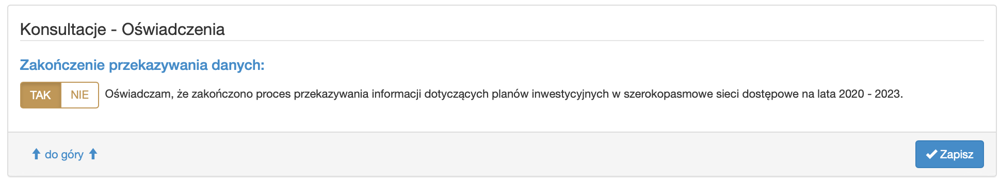 Konsultacje - Oświadczenia
Zakończenie przekazywania danych:
TAK NIE Oświadczam, że zakończono proces przekazywania informacji dotyczących planów inwestycyjnych w szerokopasmowe sieci dostępowe na lata 2020 - 2023.
do góry Zapisz